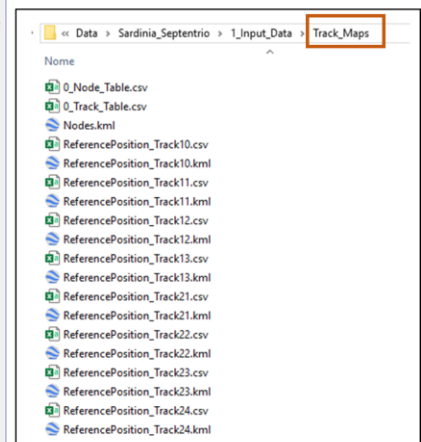 « Data › Sardinia_Septentrio › 1_Input_Data › Track_Maps
Nome
0_Node_Table.csv
0_Track_Table.csv
Nodes.kml
ReferencePosition_Track10.csv
ReferencePosition_Track10.kml
ReferencePosition_Track11.csv
ReferencePosition_Track11.kml
ReferencePosition_Track12.csv
ReferencePosition_Track12.kml
ReferencePosition_Track13.csv
ReferencePosition_Track13.kml
ReferencePosition_Track21.csv
ReferencePosition_Track21.kml
ReferencePosition_Track22.csv
ReferencePosition_Track22.kml
ReferencePosition_Track23.csv
ReferencePosition_Track23.kml
ReferencePosition_Track24.csv
ReferencePosition_Track24.kml